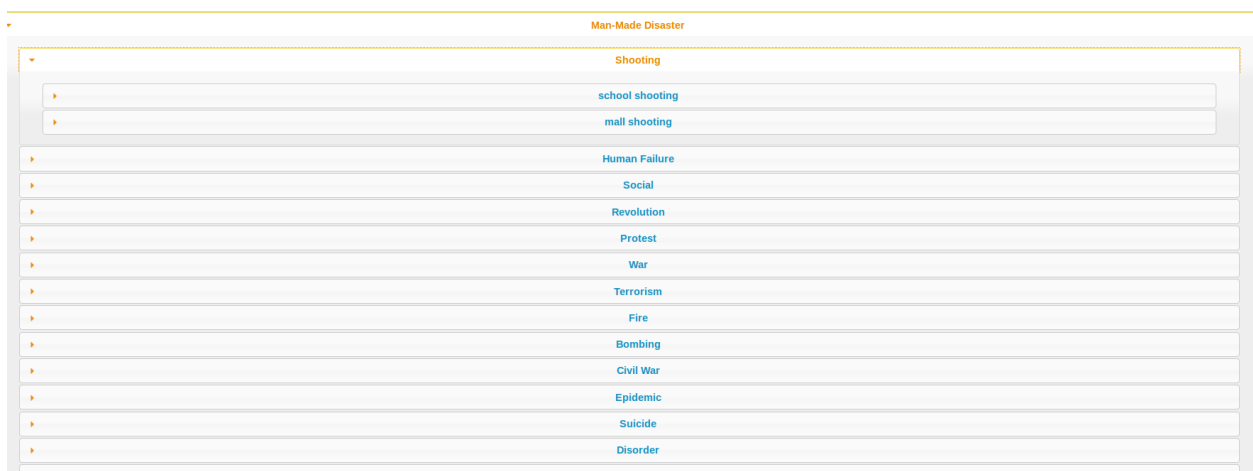 Man-Made Disaster
Shooting
school shooting
mall shooting
Human Failure
Social
Revolution
Protest
War
Terrorism
Fire
Bombing
Civil War
Epidemic
Suicide
Disorder